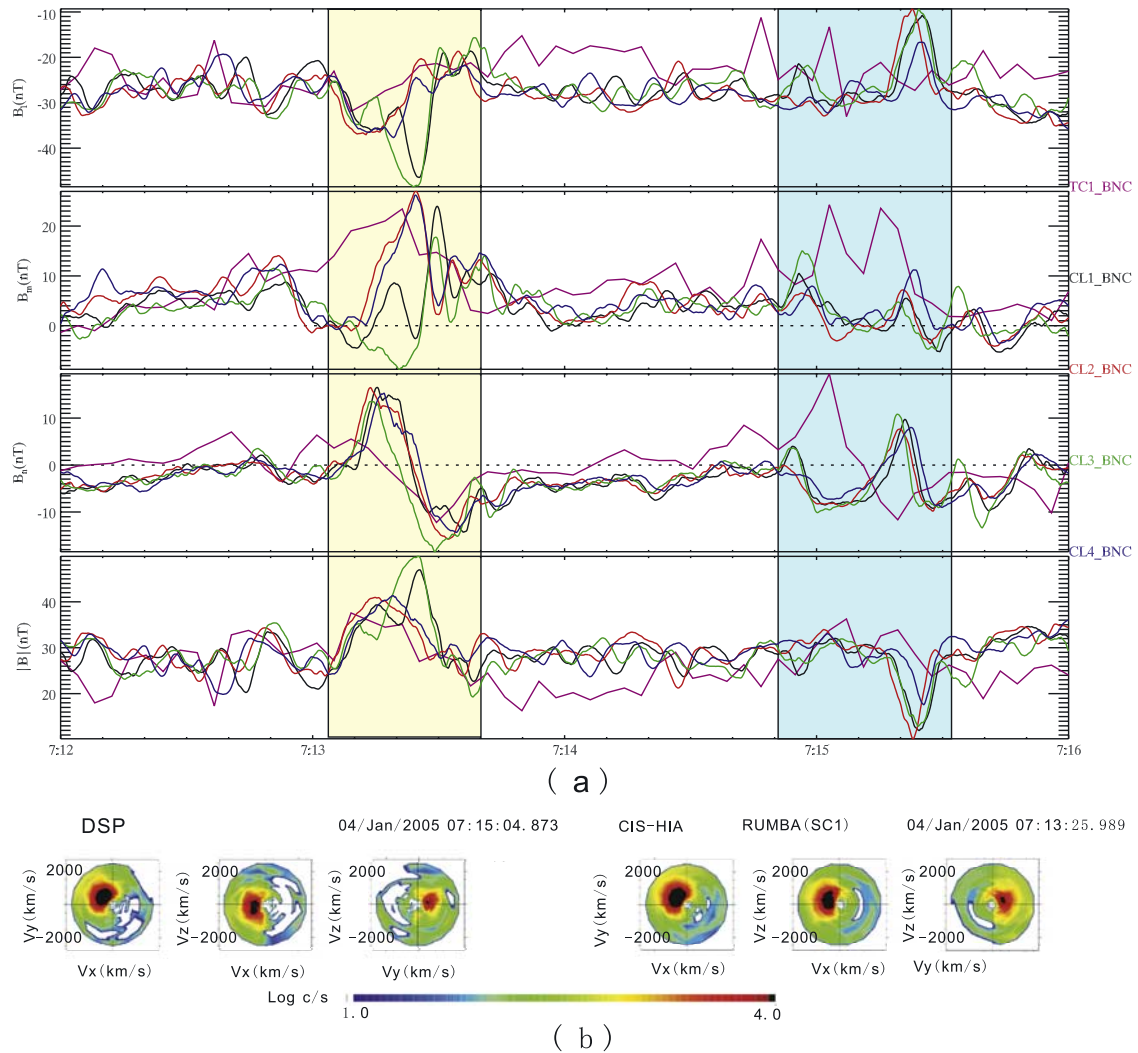 -10
-20
-30
-40
Bl(nT)
TC1_BNC
20
10
0
Bm(nT)
CL1_BNC
CL2_BNC
10
0
-10
Bn(nT)
CL3_BNC
CL4_BNC
40
30
20
|B|(nT)
7:12 7:13 7:14 7:15 7:16
( a )
DSP 04/Jan/2005 07:15:04.873 CIS-HIA RUMBA(SC1) 04/Jan/2005 07:13:25.989
2000 2000 2000 2000 2000 2000
Vy(km/s) Vz(km/s) Vz(km/s) Vy(km/s) Vz(km/s) Vz(km/s)
-2000 -2000 -2000 -2000 -2000 -2000
Vx(km/s) Vx(km/s) Vy(km/s) Vx(km/s) Vx(km/s) Vy(km/s)
Log c/s
1.0 4.0
( b )